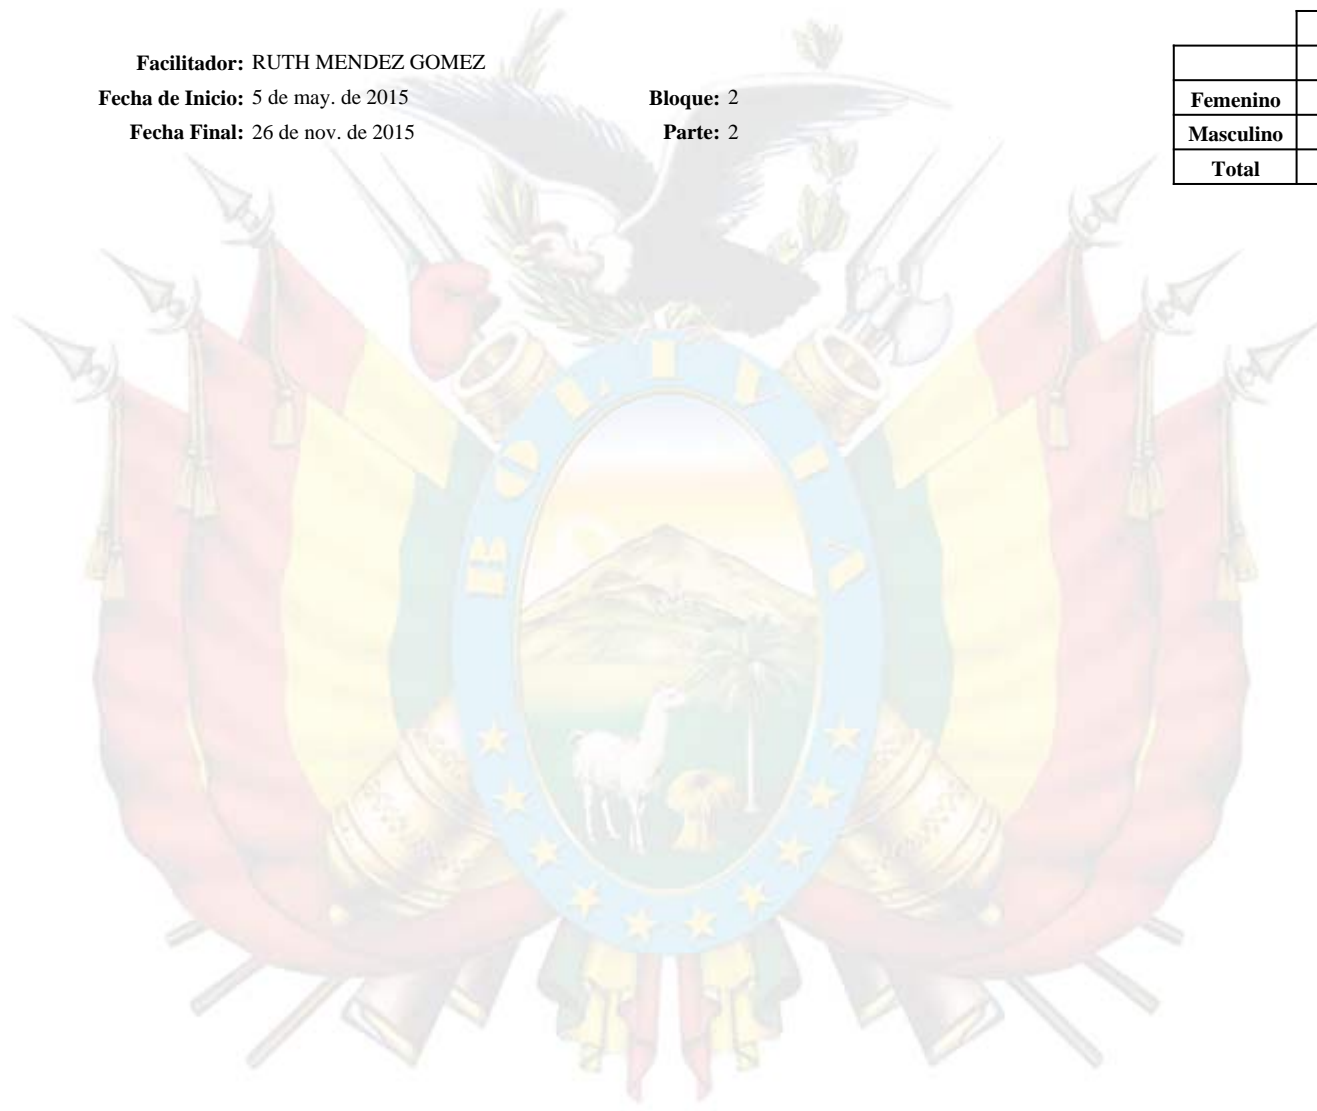 Facilitador: RUTH MENDEZ GOMEZ
Fecha de Inicio: 5 de may. de 2015 Bloque: 2
Fecha Final: 26 de nov. de 2015 Parte: 2
Femenino
Masculino
Total
BOLIVIA